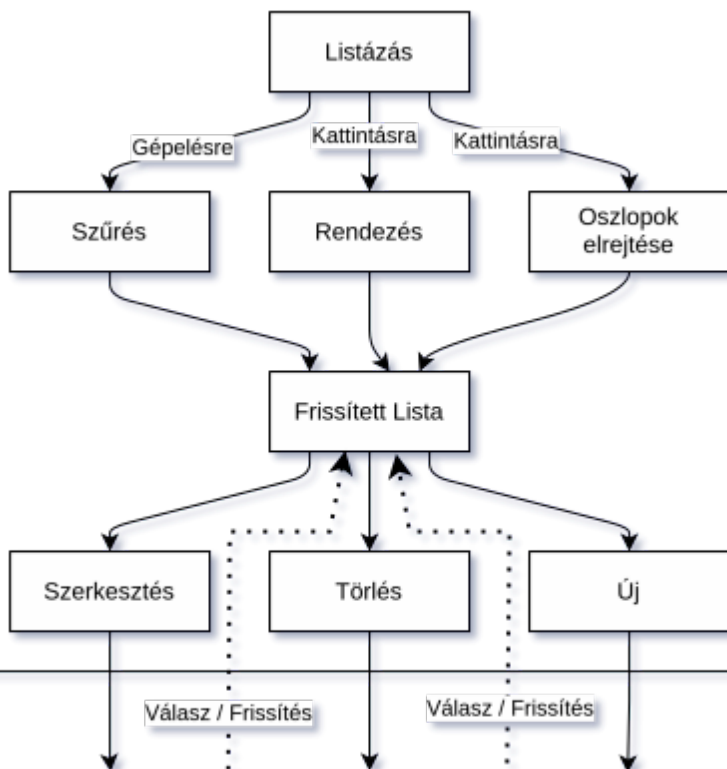 Listázás
Gépelésre
Kattintásra
Kattintásra
Szűrés
Rendezés
Oszlopok
elrejtése
Frissített Lista
Szerkesztés
Törlés
Új
Válasz / Frissítés
Válasz / Frissítés